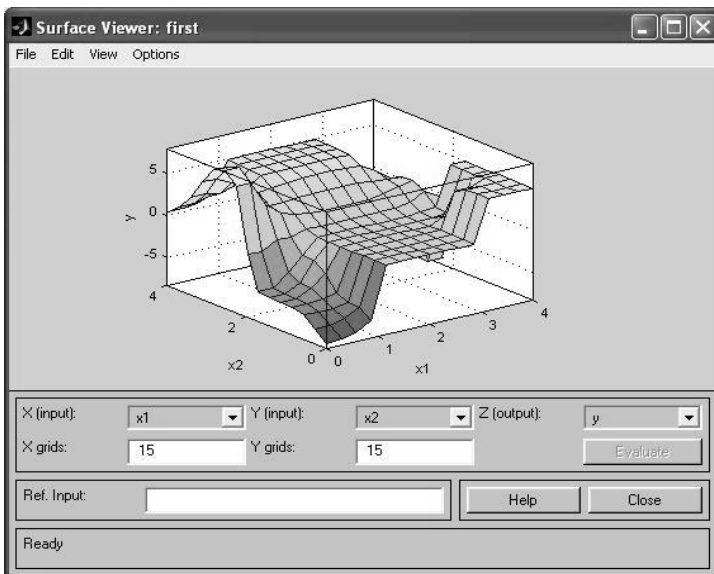 Surface Viewer: first
File Edit View Options
5
0
-5
y
4
2
0
x2
0
1
2
3
4
x1
X (input): x1 Y (input): x2 Z (output): y
X grids: 15 Y grids: 15 Evaluate
Ref. Input: Help Close
Ready